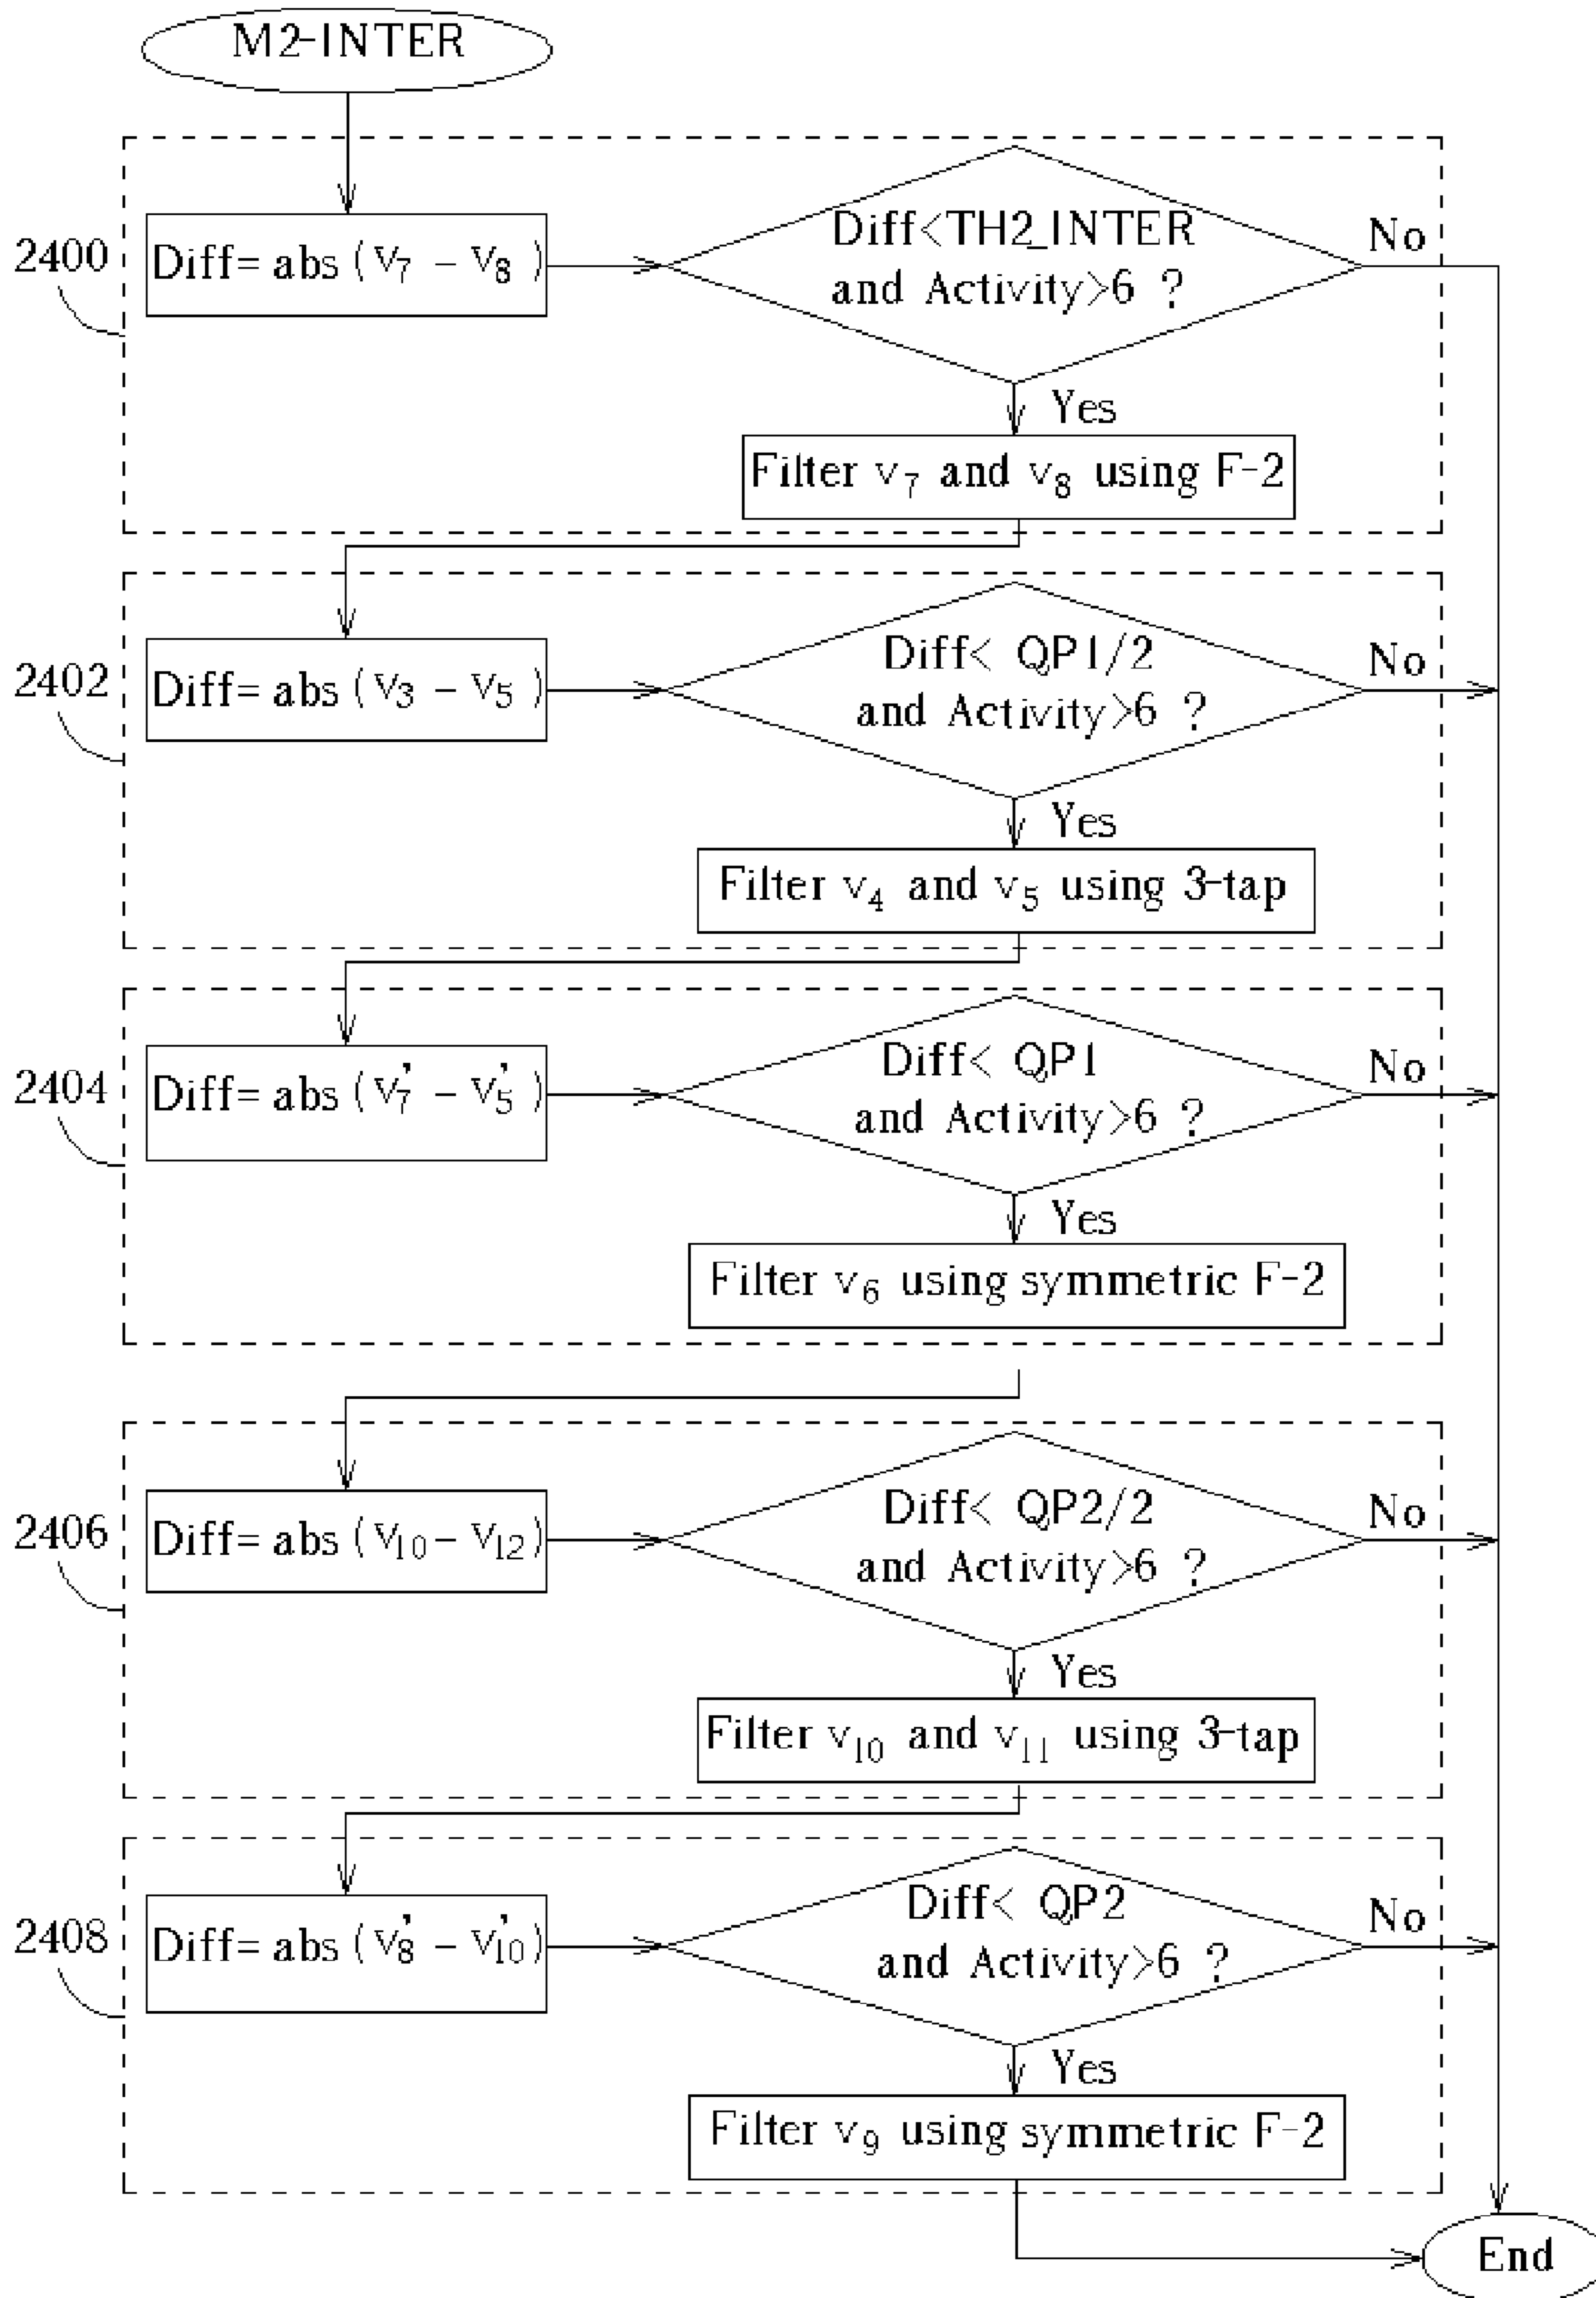 M2-INTER
2400
Diff= abs (V₇ - V₈ )
Diff<TH2_INTER
and Activity>6 ?
No
Yes
Filter v₇ and v₈ using F-2
2402
Diff= abs (V₃ - V₅ )
Diff< QP1/2
and Activity>6 ?
No
Yes
Filter v₄ and v₅ using 3-tap
2404
Diff= abs (V₇' - V₅' )
Diff< QP1
and Activity>6 ?
No
Yes
Filter v₆ using symmetric F-2
2406
Diff= abs (V₁₀ - V₁₂ )
Diff< QP2/2
and Activity>6 ?
No
Yes
Filter v₁₀ and v₁₁ using 3-tap
2408
Diff= abs (V₈' - V₁₀' )
Diff< QP2
and Activity>6 ?
No
Yes
Filter v₉ using symmetric F-2
End